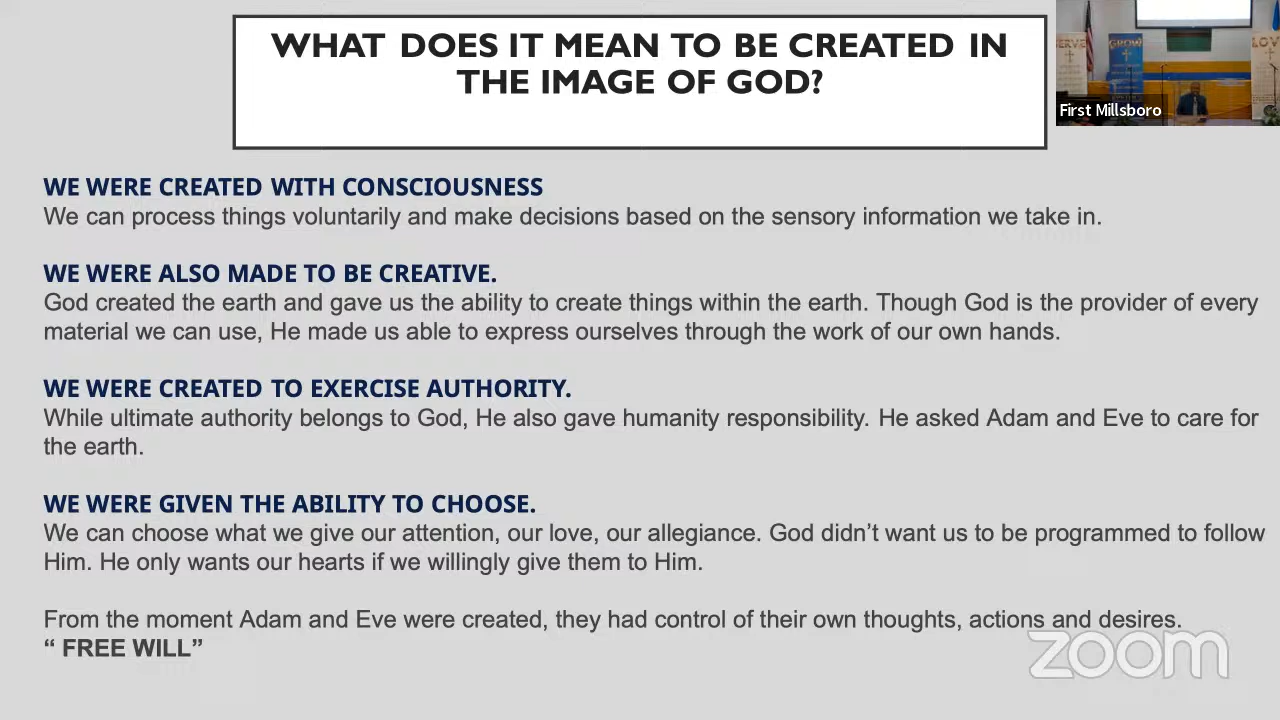 WHAT DOES IT MEAN TO BE CREATED IN
THE IMAGE OF GOD?
SERVE
GROW
LOVE
First Millsboro
WE WERE CREATED WITH CONSCIOUSNESS
We can process things voluntarily and make decisions based on the sensory information we take in.
WE WERE ALSO MADE TO BE CREATIVE.
God created the earth and gave us the ability to create things within the earth. Though God is the provider of every
material we can use, He made us able to express ourselves through the work of our own hands.
WE WERE CREATED TO EXERCISE AUTHORITY.
While ultimate authority belongs to God, He also gave humanity responsibility. He asked Adam and Eve to care for
the earth.
WE WERE GIVEN THE ABILITY TO CHOOSE.
We can choose what we give our attention, our love, our allegiance. God didn’t want us to be programmed to follow
Him. He only wants our hearts if we willingly give them to Him.
From the moment Adam and Eve were created, they had control of their own thoughts, actions and desires.
“ FREE WILL”
zoom